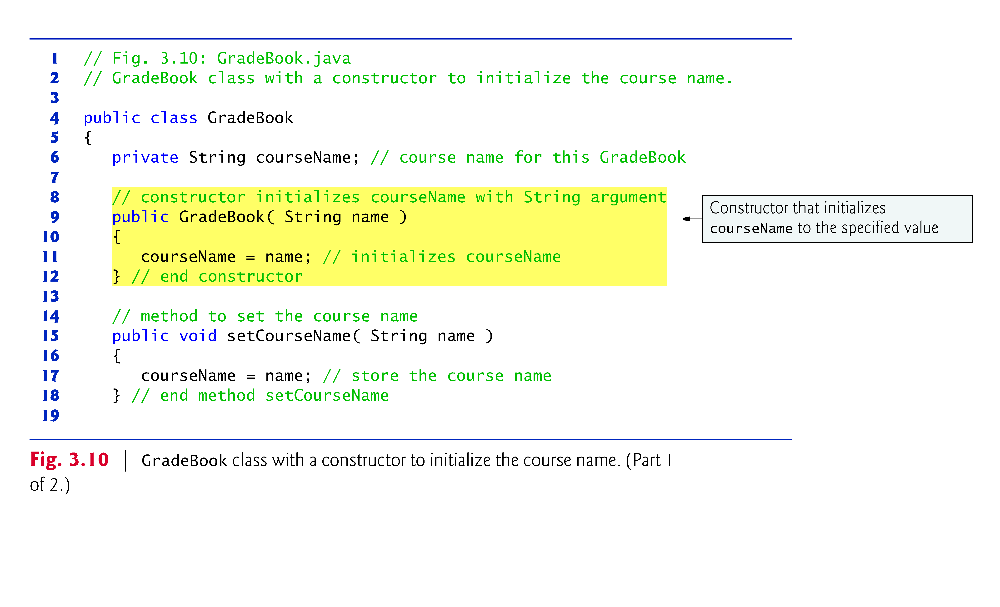 1 // Fig. 3.10: GradeBook.java
2 // GradeBook class with a constructor to initialize the course name.
3
4 public class GradeBook
5 {
6 private String courseName; // course name for this GradeBook
7
8 // constructor initializes courseName with String argument
9 public GradeBook( String name )
10 {
11 courseName = name; // initializes courseName
12 } // end constructor
13
14 // method to set the course name
15 public void setCourseName( String name )
16 {
17 courseName = name; // store the course name
18 } // end method setCourseName
19
Constructor that initializes
courseName to the specified value
Fig. 3.10 | GradeBook class with a constructor to initialize the course name. (Part 1
of 2.)